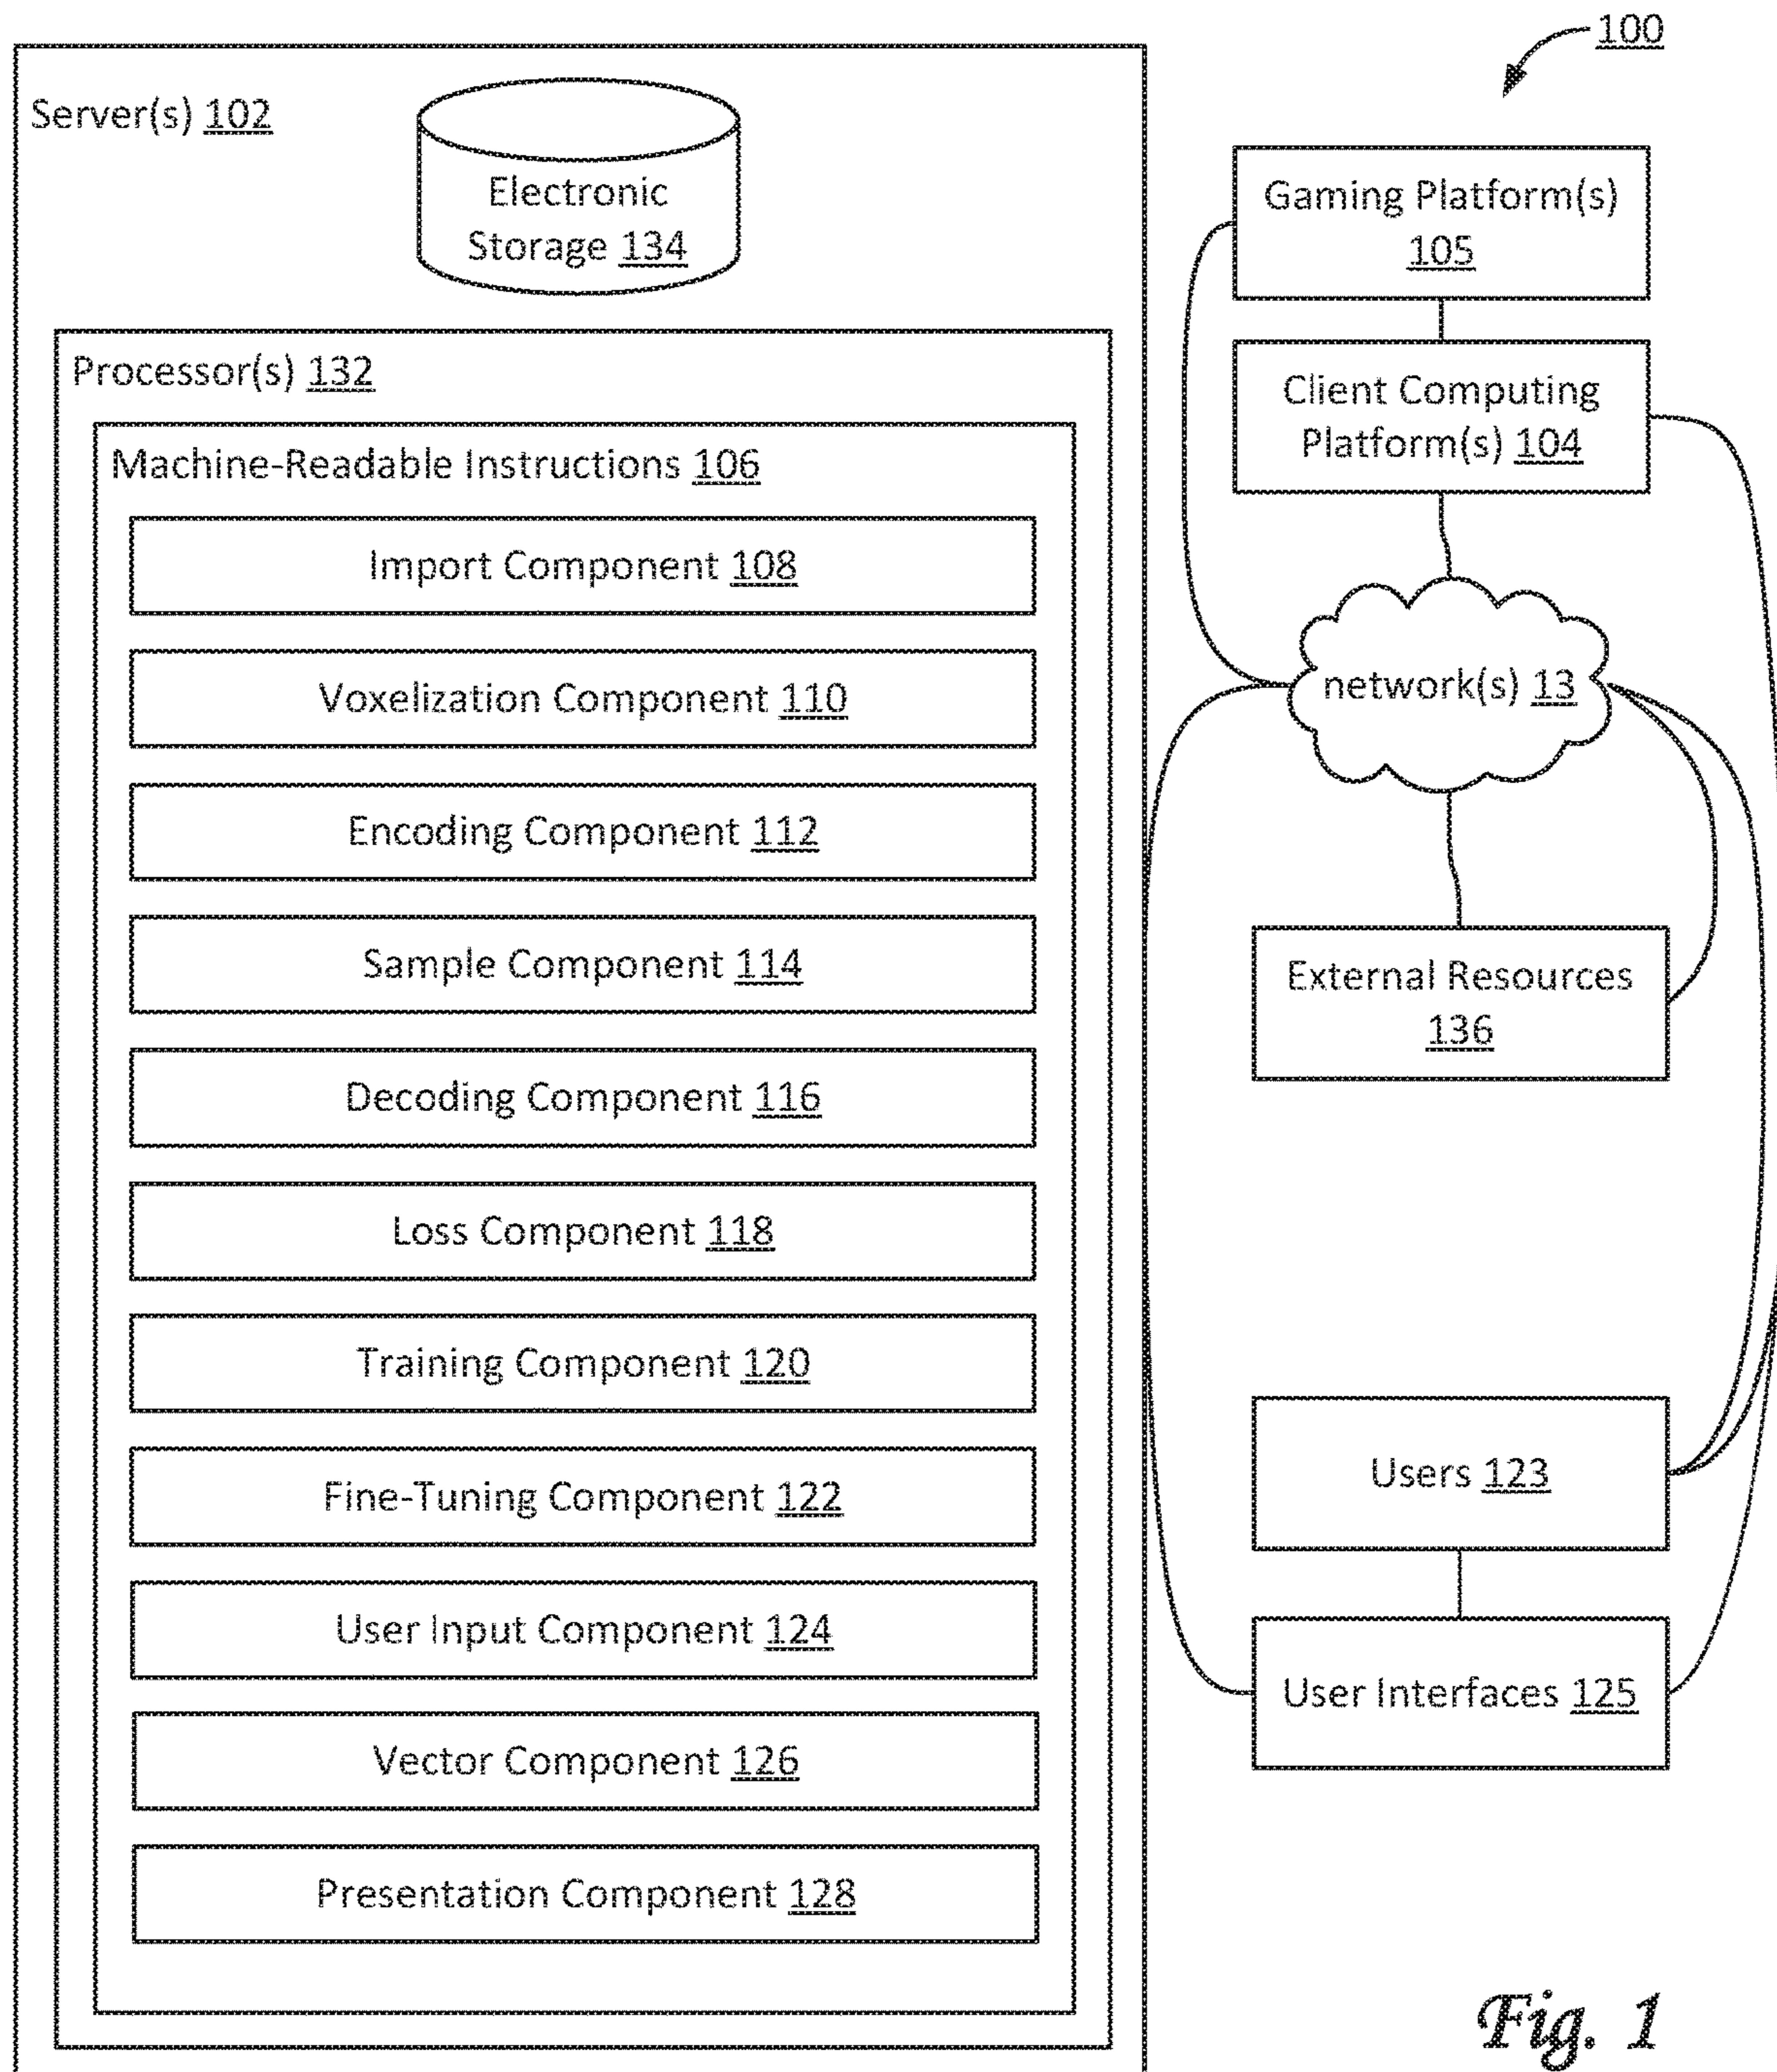 100
Server(s) 102
Electronic
Storage 134
Processor(s) 132
Machine-Readable Instructions 106
Import Component 108
Voxelization Component 110
Encoding Component 112
Sample Component 114
Decoding Component 116
Loss Component 118
Training Component 120
Fine-Tuning Component 122
User Input Component 124
Vector Component 126
Presentation Component 128
Gaming Platform(s)
105
Client Computing
Platform(s) 104
network(s) 13
External Resources
136
Users 123
User Interfaces 125
Fig. 1